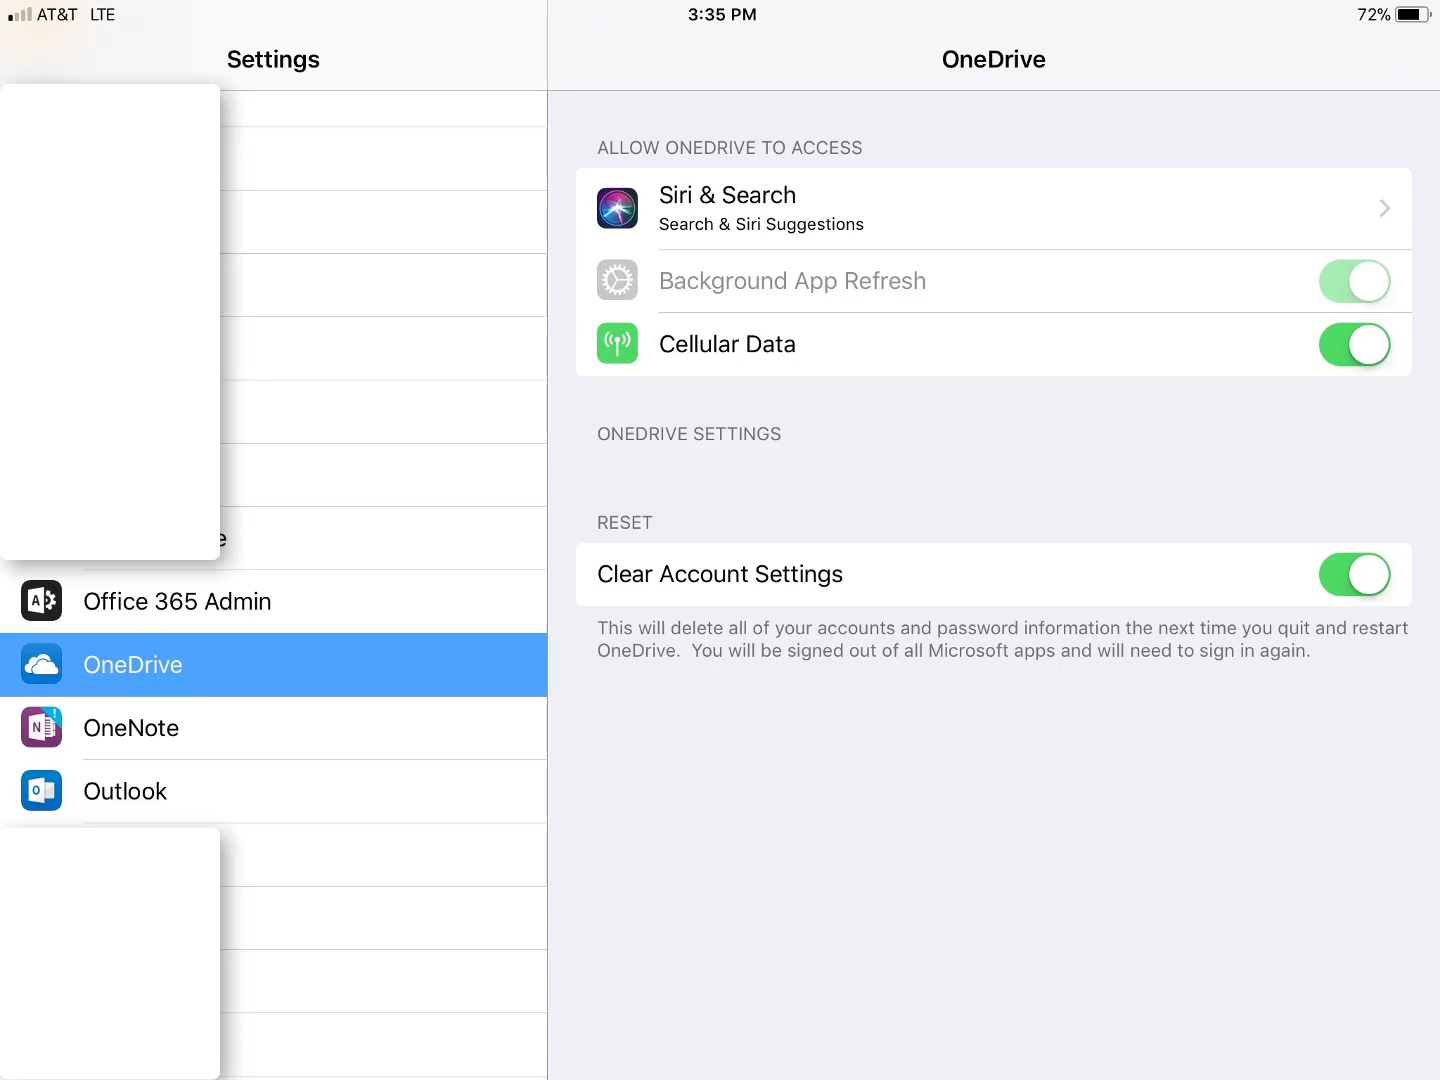 AT&T LTE
3:35 PM
72%
Settings
OneDrive
ALLOW ONEDRIVE TO ACCESS
Siri & Search
Search & Siri Suggestions
Background App Refresh
Cellular Data
ONEDRIVE SETTINGS
RESET
Clear Account Settings
This will delete all of your accounts and password information the next time you quit and restart
OneDrive. You will be signed out of all Microsoft apps and will need to sign in again.
e
Office 365 Admin
OneDrive
OneNote
Outlook